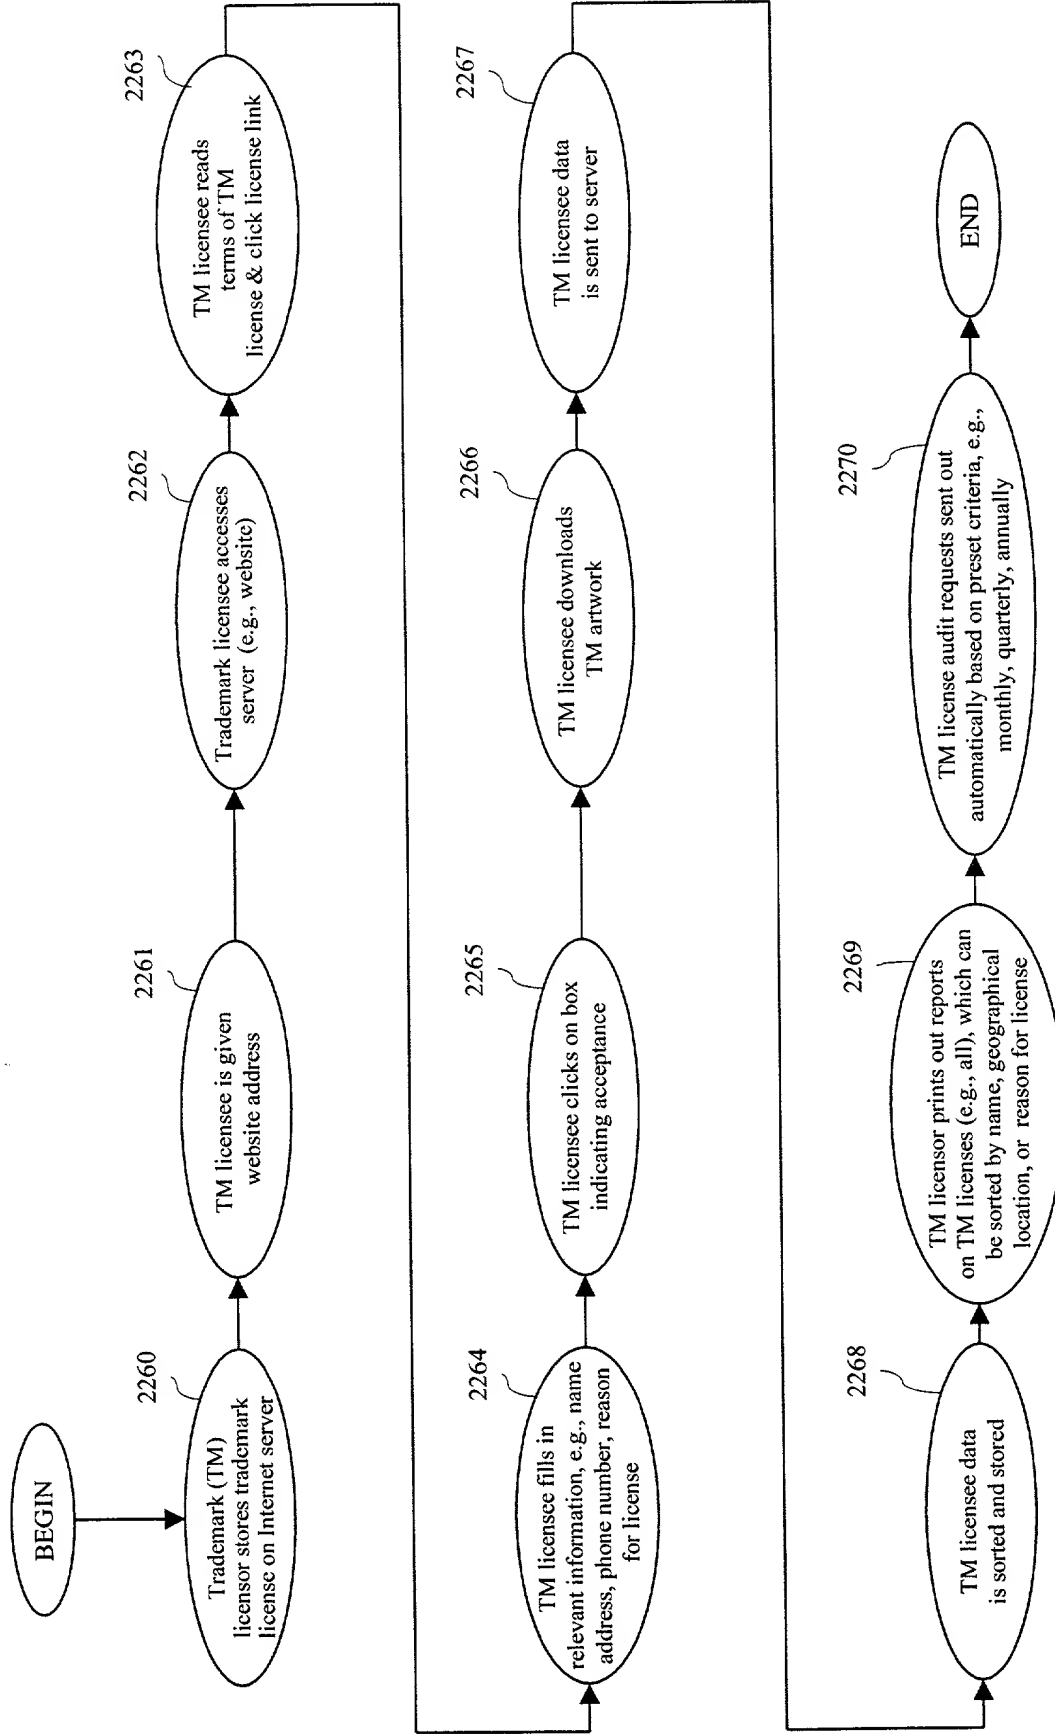 BEGIN
2260
Trademark (TM)
licensor stores trademark
license on Internet server
2261
TM licensee is given
website address
2262
Trademark licensee accesses
server (e.g., website)
2263
TM licensee reads
terms of TM
license & click license link
2264
TM licensee fills in
relevant information, e.g., name
address, phone number, reason
for license
2265
TM licensee clicks on box
indicating acceptance
2266
TM licensee downloads
TM artwork
2267
TM licensee data
is sent to server
2268
TM licensee data
is sorted and stored
2269
TM licensor prints out reports
on TM licenses (e.g., all), which can
be sorted by name, geographical
location, or reason for license
2270
TM license audit requests sent out
automatically based on preset criteria, e.g.,
monthly, quarterly, annually
END